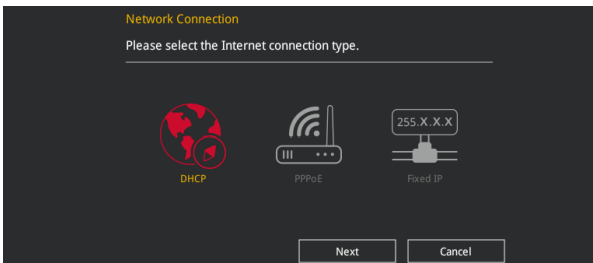 Network Connection
Please select the Internet connection type.
255.X.X.X
DHCP PPPoE Fixed IP
Next Cancel